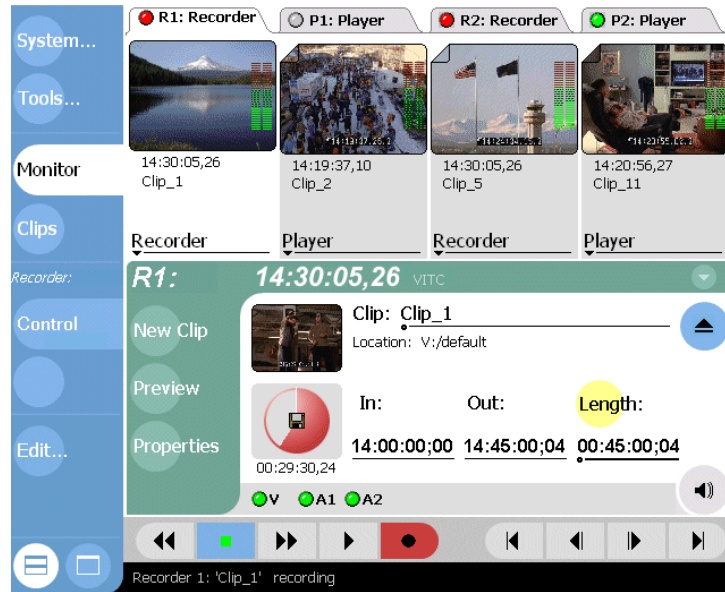 System...
Tools...
Monitor
Clips
Recorder:
Control
Edit...
R1: Recorder
P1: Player
R2: Recorder
P2: Player
14:30:05,26
Clip_1
14:19:37,10
Clip_2
14:30:05,26
Clip_5
14:20:56,27
Clip_11
Recorder
Player
Recorder
Player
R1: 14:30:05,26 VITC
New Clip
Preview
Properties
Clip: Clip_1
Location: V:/default
In: Out: Length:
14:00:00;00 14:45:00;04 00:45:00;04
00:29:30,24
V A1 A2
Recorder 1: 'Clip_1' recording